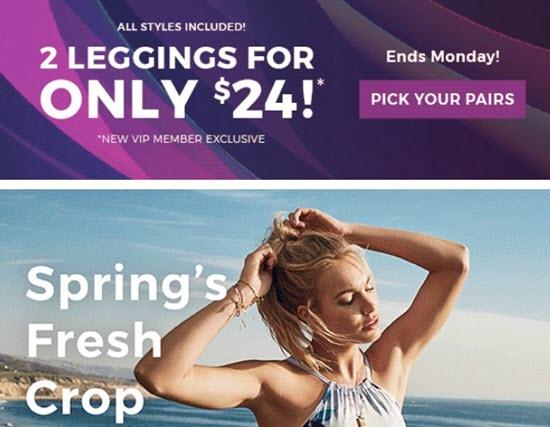 ALL STYLES INCLUDED!
2 LEGGINGS FOR
ONLY $24!*
*NEW VIP MEMBER EXCLUSIVE
Ends Monday!
PICK YOUR PAIRS
Spring's
Fresh
Crop